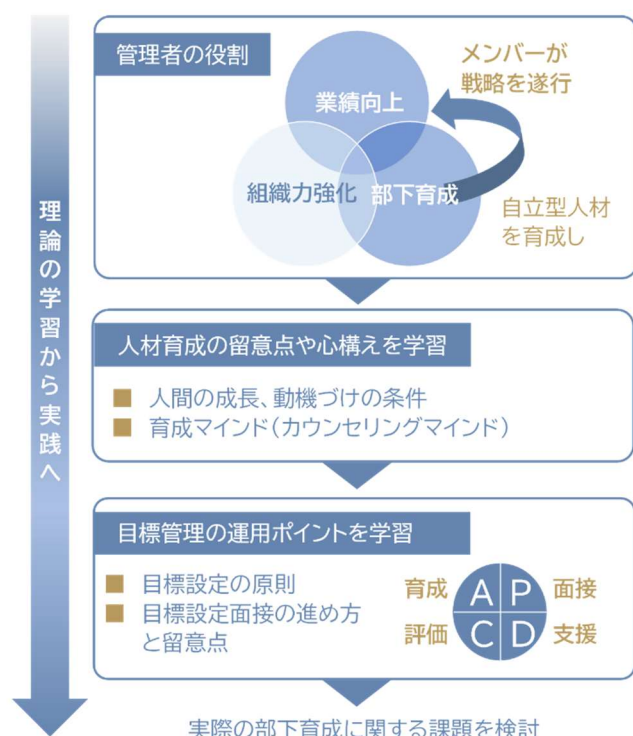 理論の学習から実践へ
管理者の役割
業績向上
組織力強化
部下育成
メンバーが
戦略を遂行
自立型人材
を育成し
人材育成の留意点や心構えを学習
人間の成長、動機づけの条件
育成マインド(カウンセリングマインド)
目標管理の運用ポイントを学習
目標設定の原則
目標設定面接の進め方
と留意点
育成 A P 面接
評価 C D 支援
実際の部下育成に関する課題を検討